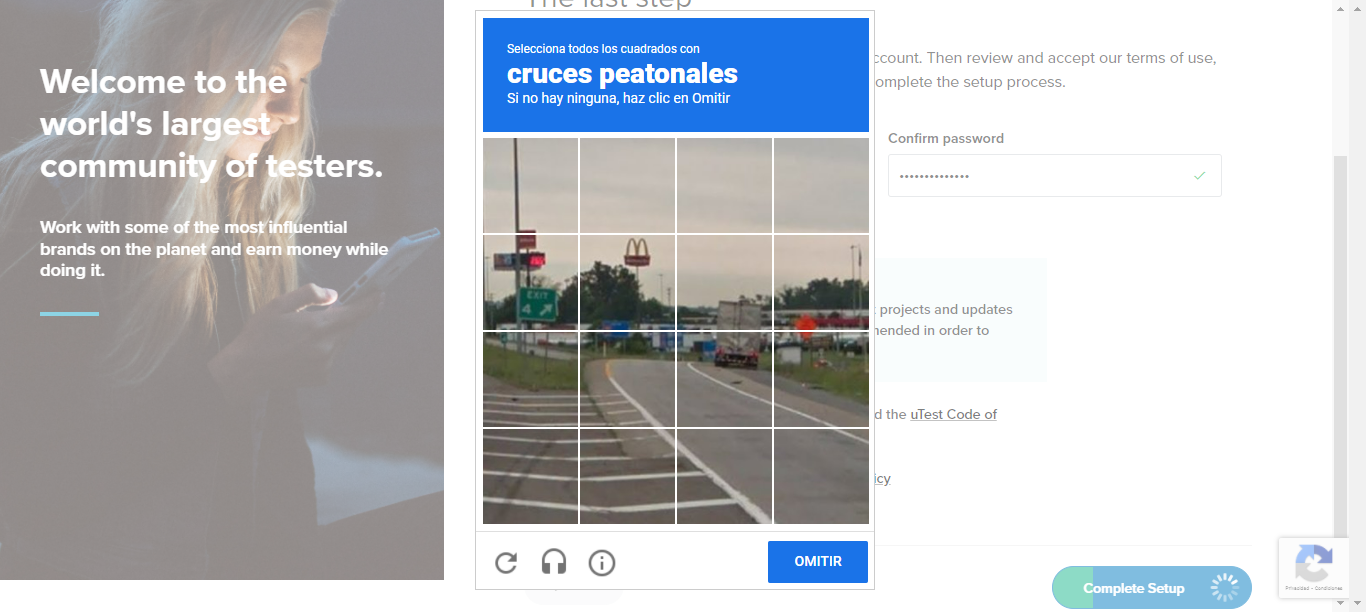 The last step
Welcome to the
world's largest
community of testers.
Work with some of the most influential
brands on the planet and earn money while
doing it.
Selecciona todos los cuadrados con
cruces peatonales
Si no hay ninguna, haz clic en Omitir
EXIT
4
OMITIR
ccount. Then review and accept our terms of use,
omplete the setup process.
Confirm password
••••••••••••••
projects and updates
nended in order to
d the uTest Code of
icy
Complete Setup
Privacidad - Condiciones